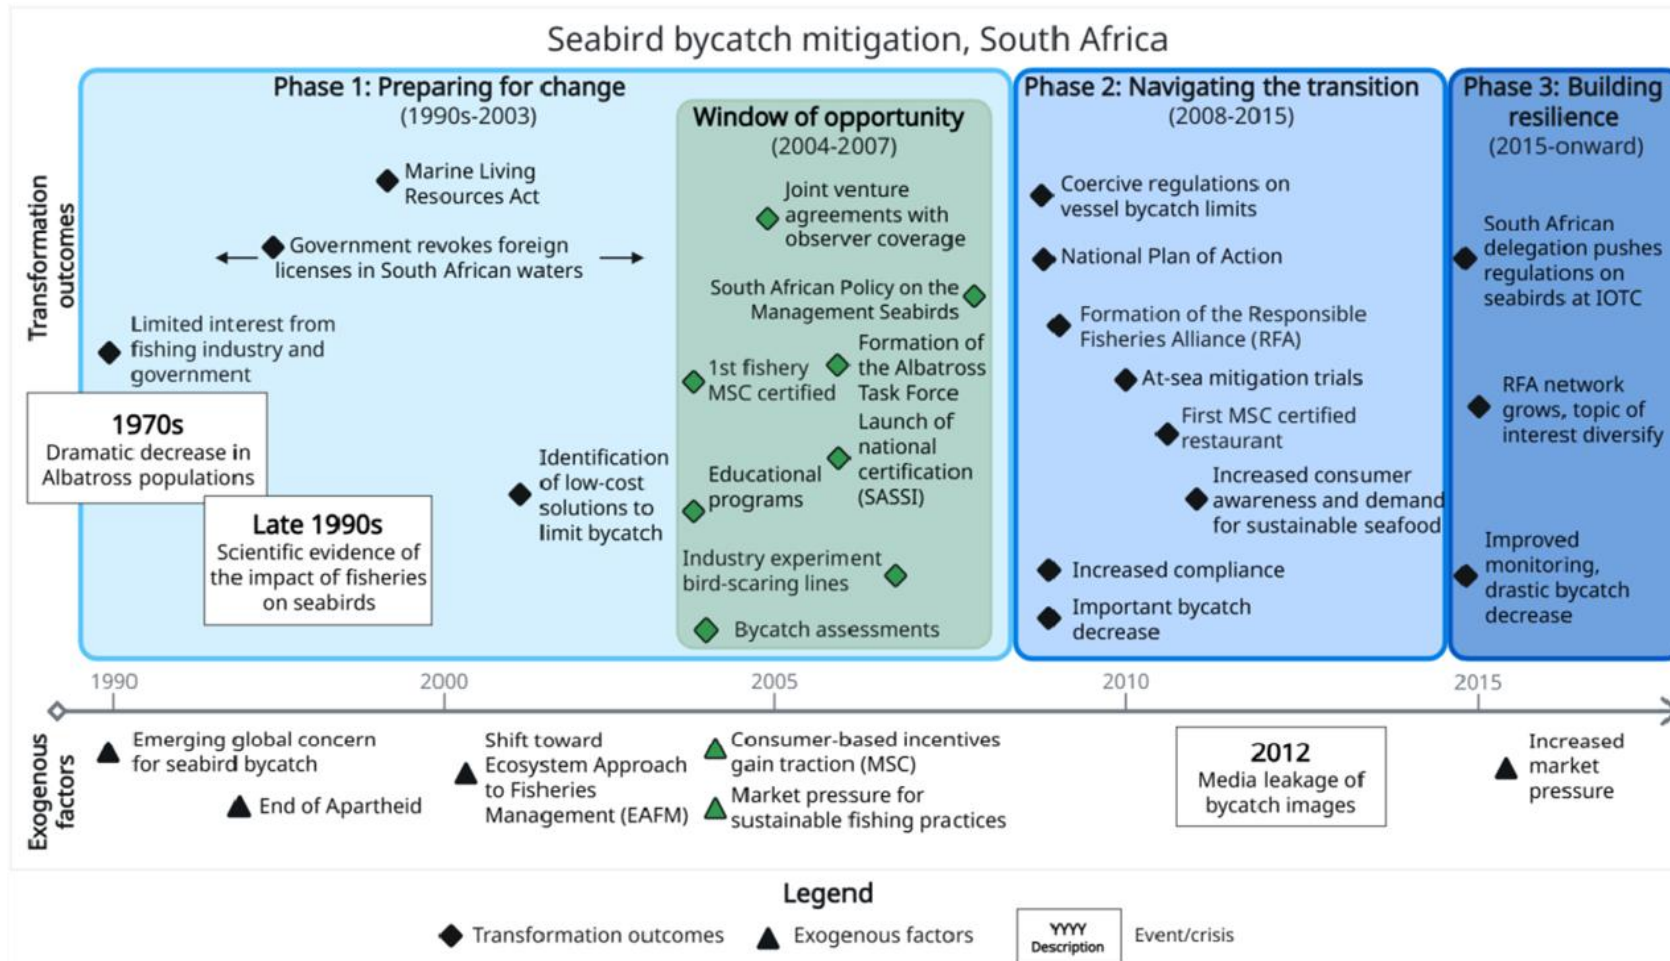 Seabird bycatch mitigation, South Africa
Phase 1: Preparing for change
(1990s-2003)
Window of opportunity
(2004-2007)
Phase 2: Navigating the transition
(2008-2015)
Phase 3: Building
resilience
(2015-onward)
Transformation
outcomes
Marine Living
Resources Act
Government revokes foreign
licenses in South African waters
Limited interest from
fishing industry and
government
1970s
Dramatic decrease in
Albatross populations
Late 1990s
Scientific evidence of
the impact of fisheries
on seabirds
Identification
of low-cost
solutions to
limit bycatch
Joint venture
agreements with
observer coverage
South African Policy on the
Management Seabirds
1st fishery
MSC certified
Formation of
the Albatross
Task Force
Launch of
national
certification
(SASSI)
Educational
programs
Industry experiment
bird-scaring lines
Bycatch assessments
Coercive regulations on
vessel bycatch limits
National Plan of Action
Formation of the Responsible
Fisheries Alliance (RFA)
At-sea mitigation trials
First MSC certified
restaurant
Increased consumer
awareness and demand
for sustainable seafood
Increased compliance
Important bycatch
decrease
South African
delegation pushes
regulations on
seabirds at IOTC
RFA network
grows, topic of
interest diversify
Improved
monitoring,
drastic bycatch
decrease
1990
2000
2005
2010
2015
Exogenous
factors
Emerging global concern
for seabird bycatch
End of Apartheid
Shift toward
Ecosystem Approach
to Fisheries
Management (EAFM)
Consumer-based incentives
gain traction (MSC)
Market pressure for
sustainable fishing practices
2012
Media leakage of
bycatch images
Increased
market
pressure
Legend
Transformation outcomes
Exogenous factors
YYYY
Description
Event/crisis